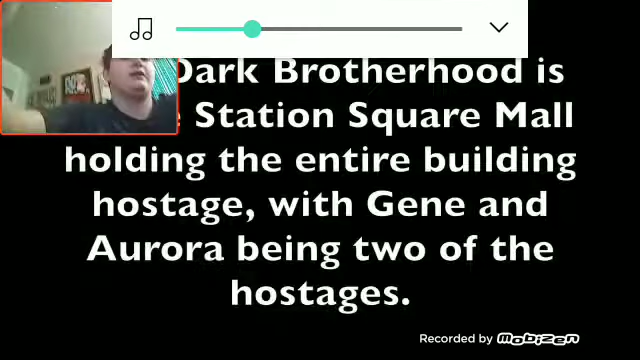 Dark Brotherhood is
Station Square Mall
holding the entire building
hostage, with Gene and
Aurora being two of the
hostages.
Recorded by mobizen